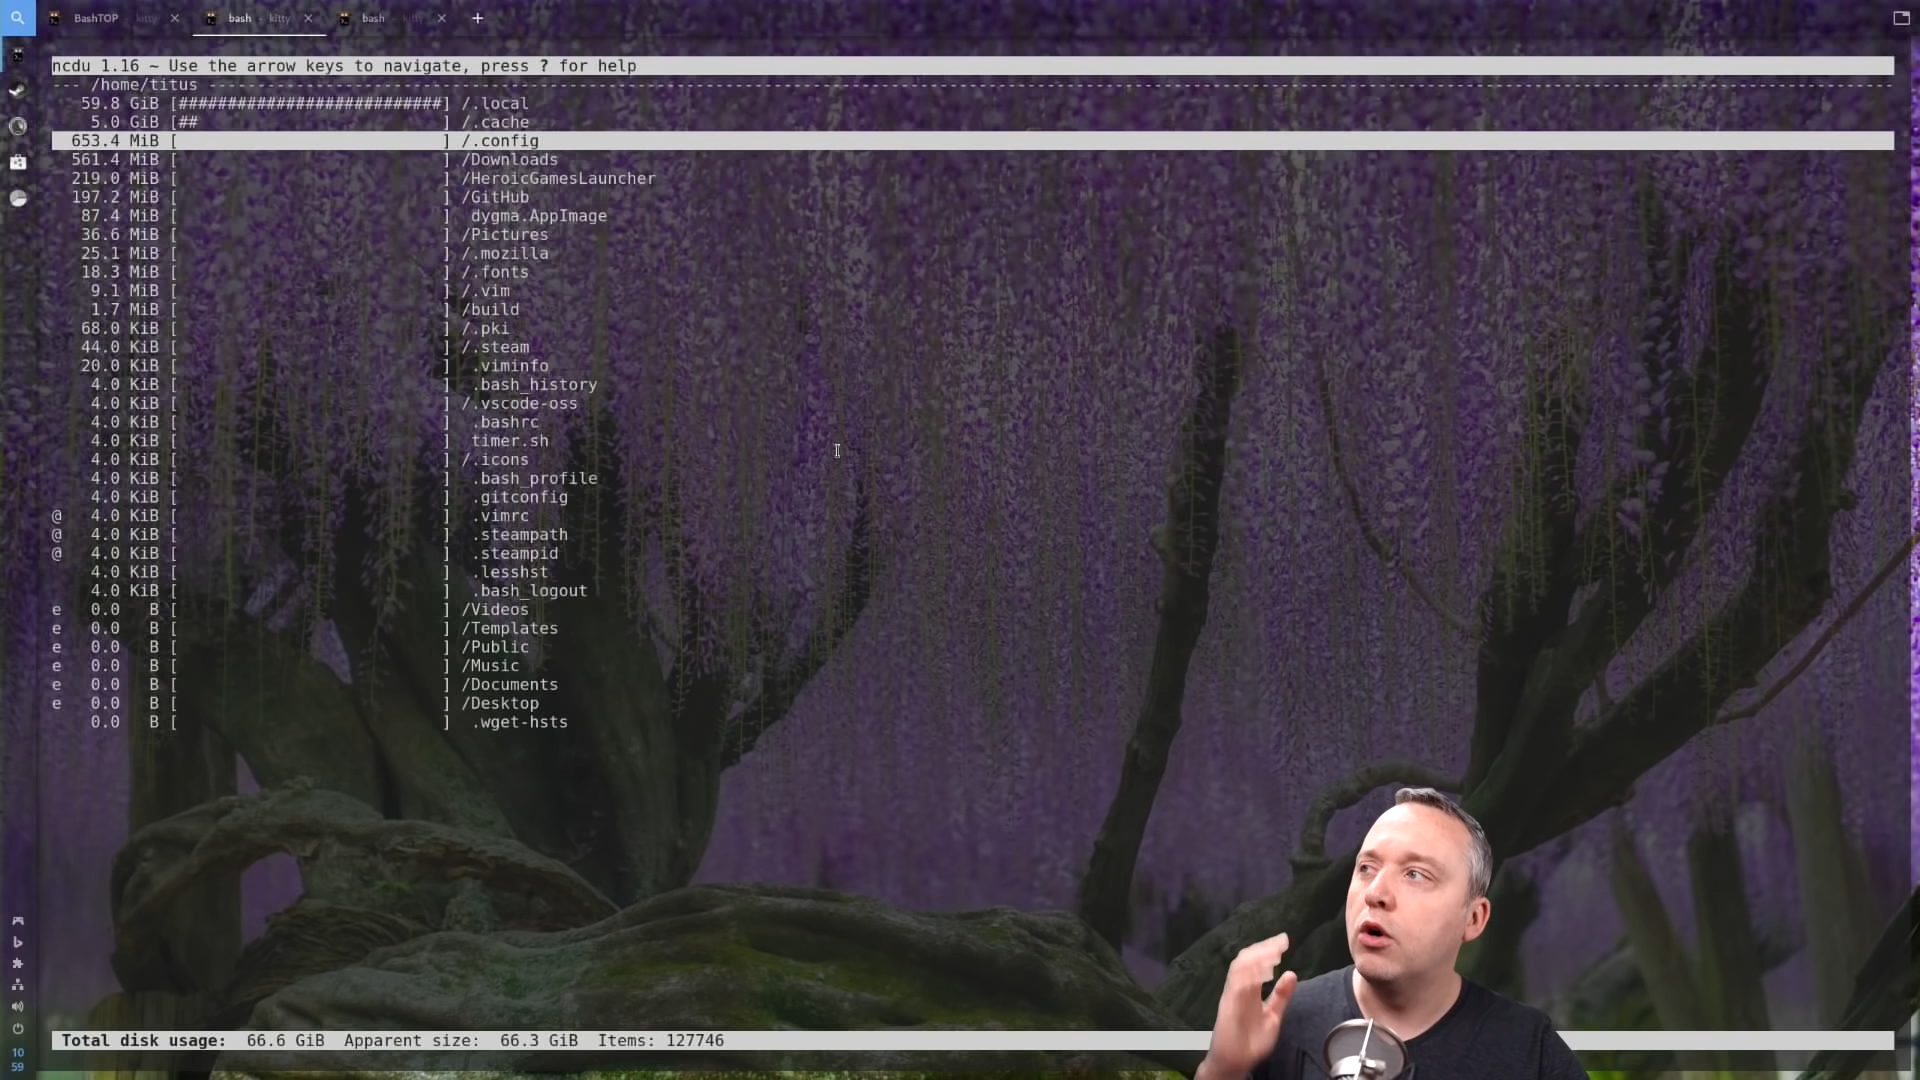 BashTOP - kitty
bash - kitty
bash - kitty
ncdu 1.16 ~ Use the arrow keys to navigate, press ? for help
--- /home/titus ---
59.8 GiB [###########################] /.local
5.0 GiB [## ] /.cache
653.4 MiB [ ] /.config
561.4 MiB [ ] /Downloads
219.0 MiB [ ] /HeroicGamesLauncher
197.2 MiB [ ] /GitHub
87.4 MiB [ ] dygma.AppImage
36.6 MiB [ ] /Pictures
25.1 MiB [ ] /.mozilla
18.3 MiB [ ] /.fonts
9.1 MiB [ ] /.vim
1.7 MiB [ ] /build
68.0 KiB [ ] /.pki
44.0 KiB [ ] /.steam
20.0 KiB [ ] .viminfo
4.0 KiB [ ] .bash_history
4.0 KiB [ ] /.vscode-oss
4.0 KiB [ ] .bashrc
4.0 KiB [ ] timer.sh
4.0 KiB [ ] /.icons
4.0 KiB [ ] .bash_profile
4.0 KiB [ ] .gitconfig
@ 4.0 KiB [ ] .vimrc
@ 4.0 KiB [ ] .steampath
@ 4.0 KiB [ ] .steampid
4.0 KiB [ ] .lesshst
4.0 KiB [ ] .bash_logout
e 0.0 B [ ] /Videos
e 0.0 B [ ] /Templates
e 0.0 B [ ] /Public
e 0.0 B [ ] /Music
e 0.0 B [ ] /Documents
e 0.0 B [ ] /Desktop
0.0 B [ ] .wget-hsts
Total disk usage: 66.6 GiB Apparent size: 66.3 GiB Items: 127746
10
59